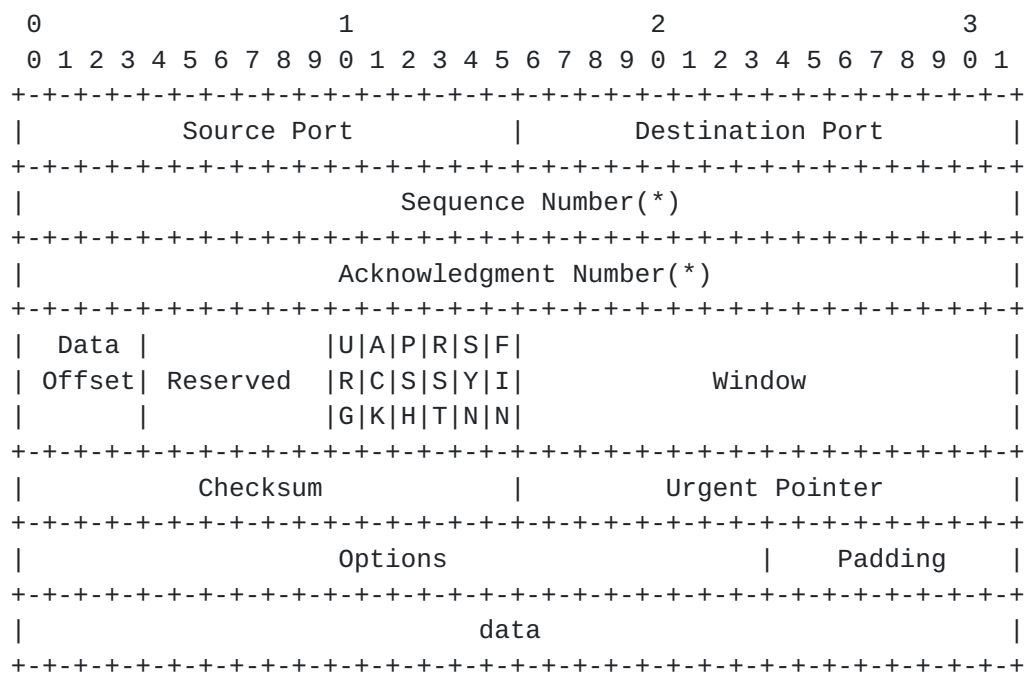 0                   1                   2                   3
 0 1 2 3 4 5 6 7 8 9 0 1 2 3 4 5 6 7 8 9 0 1 2 3 4 5 6 7 8 9 0 1
+-+-+-+-+-+-+-+-+-+-+-+-+-+-+-+-+-+-+-+-+-+-+-+-+-+-+-+-+-+-+-+-+
|          Source Port          |       Destination Port        |
+-+-+-+-+-+-+-+-+-+-+-+-+-+-+-+-+-+-+-+-+-+-+-+-+-+-+-+-+-+-+-+-+
|                        Sequence Number(*)                     |
+-+-+-+-+-+-+-+-+-+-+-+-+-+-+-+-+-+-+-+-+-+-+-+-+-+-+-+-+-+-+-+-+
|                    Acknowledgment Number(*)                   |
+-+-+-+-+-+-+-+-+-+-+-+-+-+-+-+-+-+-+-+-+-+-+-+-+-+-+-+-+-+-+-+-+
|  Data |           |U|A|P|R|S|F|                               |
| Offset| Reserved  |R|C|S|S|Y|I|            Window             |
|       |           |G|K|H|T|N|N|                               |
+-+-+-+-+-+-+-+-+-+-+-+-+-+-+-+-+-+-+-+-+-+-+-+-+-+-+-+-+-+-+-+-+
|           Checksum            |         Urgent Pointer        |
+-+-+-+-+-+-+-+-+-+-+-+-+-+-+-+-+-+-+-+-+-+-+-+-+-+-+-+-+-+-+-+-+
|                    Options                    |    Padding    |
+-+-+-+-+-+-+-+-+-+-+-+-+-+-+-+-+-+-+-+-+-+-+-+-+-+-+-+-+-+-+-+-+
|                             data                              |
+-+-+-+-+-+-+-+-+-+-+-+-+-+-+-+-+-+-+-+-+-+-+-+-+-+-+-+-+-+-+-+-+